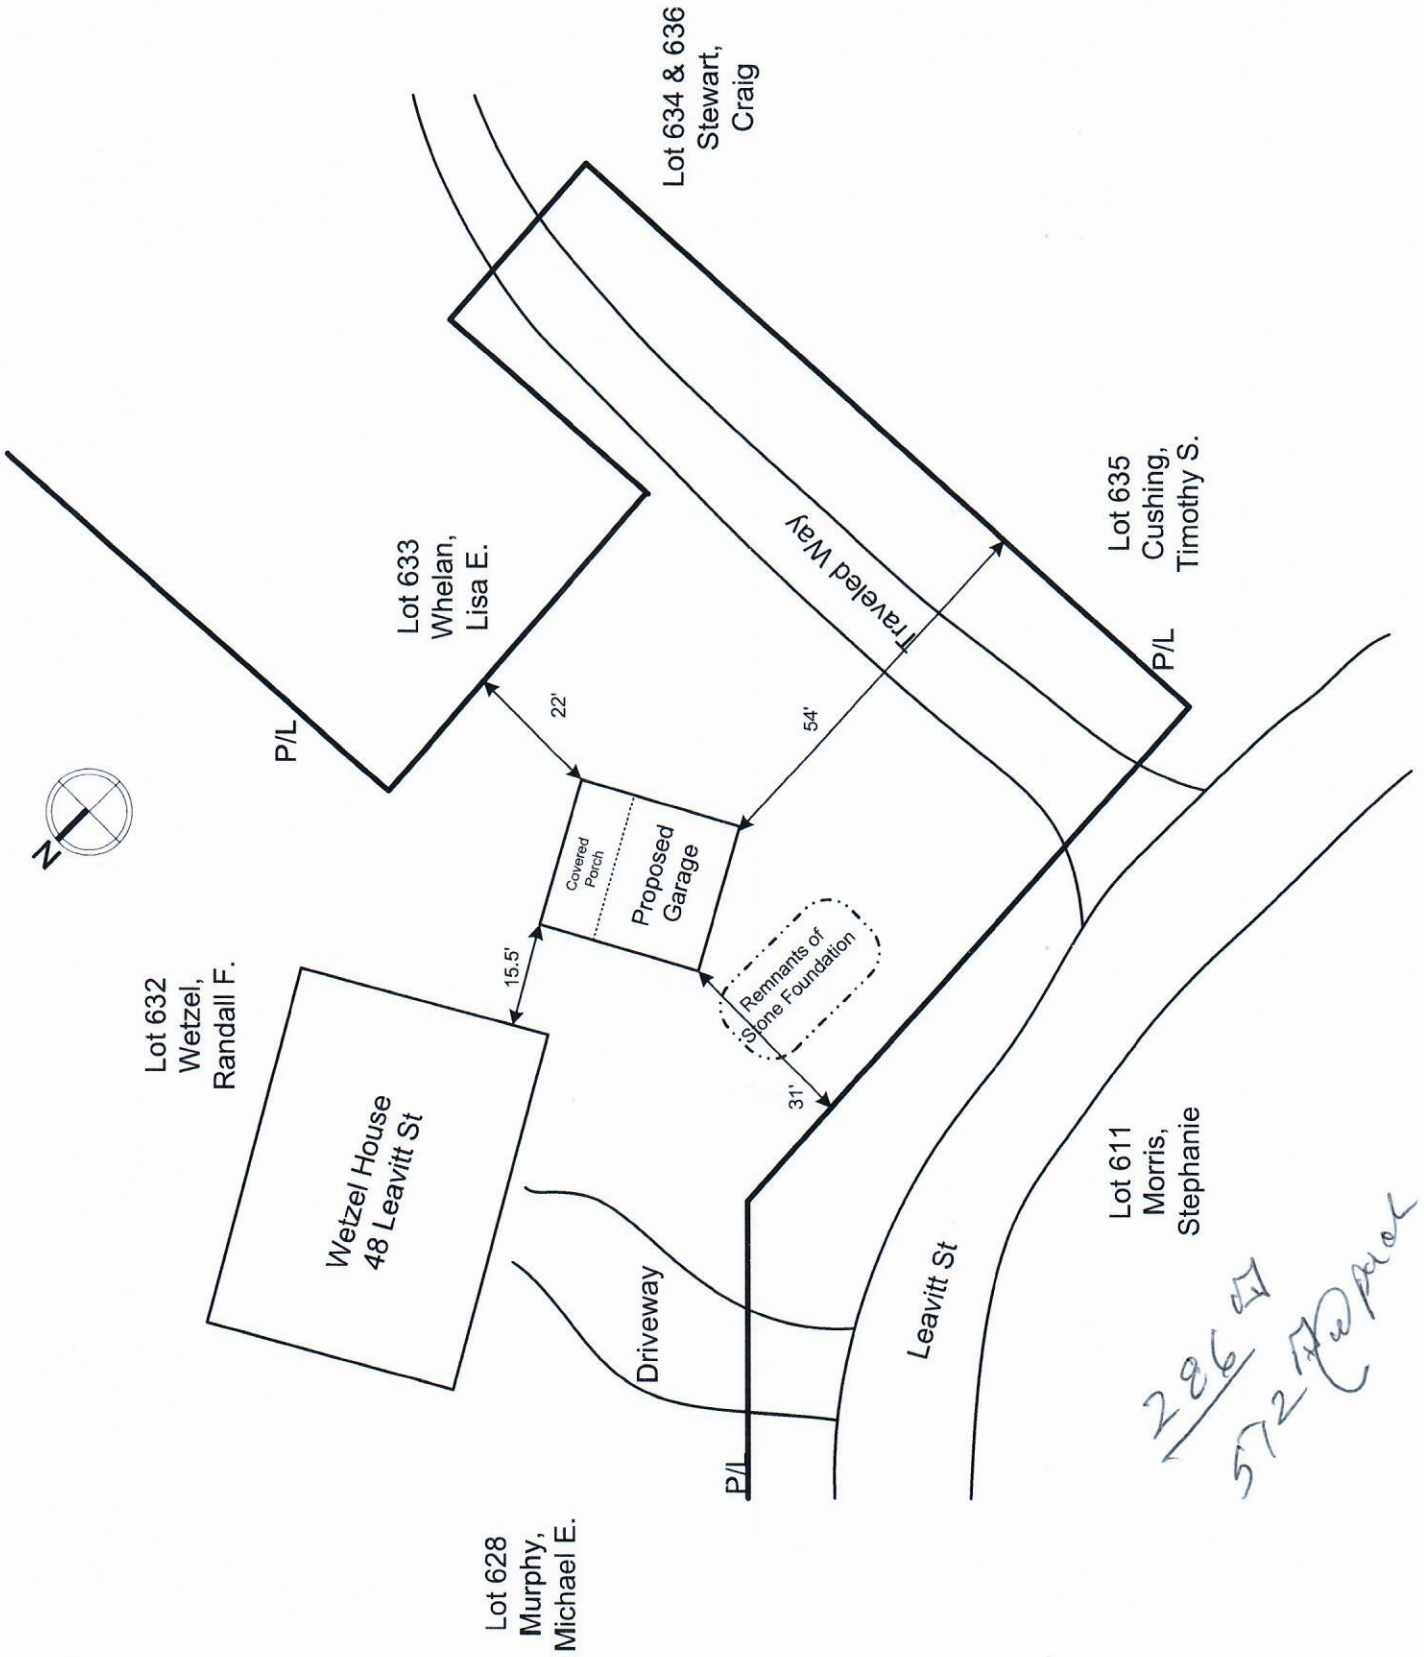 Lot 634 & 636
Stewart,
Craig
Lot 633
Whelan,
Lisa E.
P/L
N
Lot 632
Wetzel,
Randall F.
Lot 635
Cushing,
Timothy S.
P/L
Traveled Way
22'
54'
15.5'
31'
Covered
Porch
Proposed
Garage
Remnants of
Stone Foundation
Wetzel House
48 Leavitt St
Driveway
Leavitt St
P/L
Lot 611
Morris,
Stephanie
Lot 628
Murphy,
Michael E.
286
572